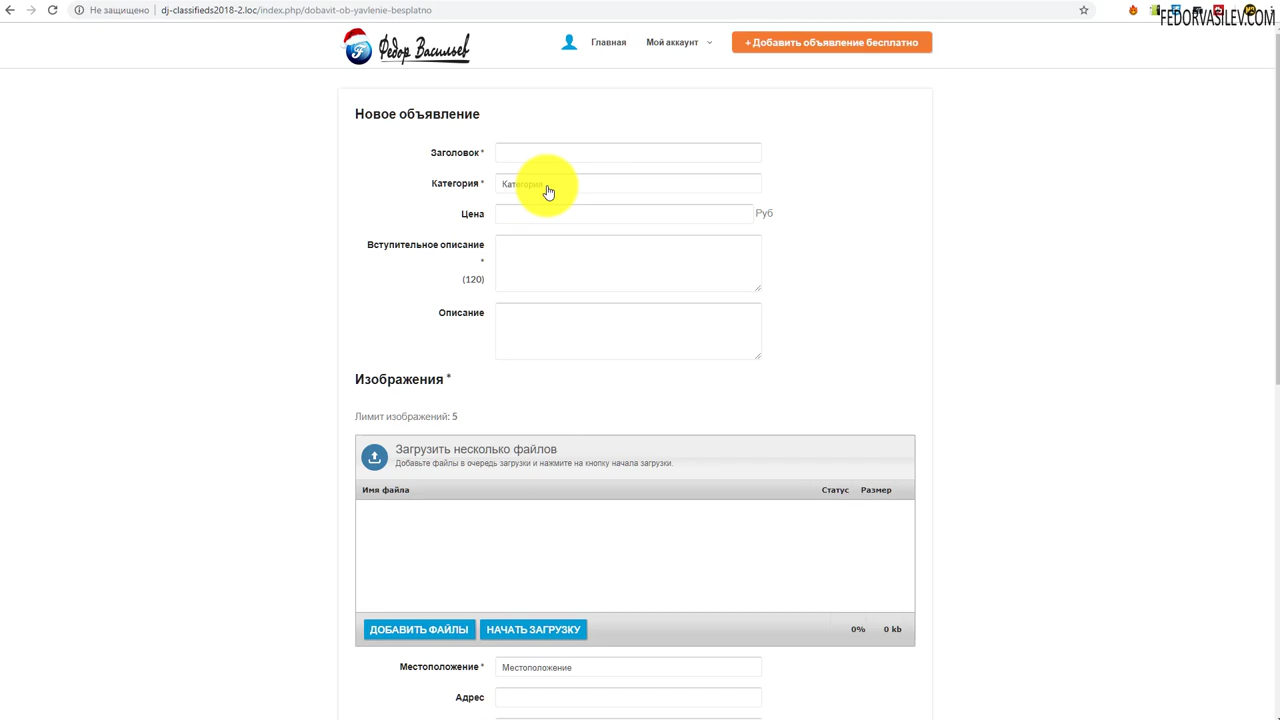 Не защищено dj-classifieds2018-2.loc/index.php/dobavit-ob-yavlenie-besplatno
FEDORVASILEV.COM
Федор Васильев
Главная
Мой аккаунт
+ Добавить объявление бесплатно
Новое объявление
Заголовок *
Категория *
Категория
Цена
Руб
Вступительное описание
*
(120)
Описание
Изображения *
Лимит изображений: 5
Загрузить несколько файлов
Добавьте файлы в очередь загрузки и нажмите на кнопку начала загрузки.
Имя файла
Статус
Размер
ДОБАВИТЬ ФАЙЛЫ
НАЧАТЬ ЗАГРУЗКУ
0%
0 kb
Местоположение *
Местоположение
Адрес